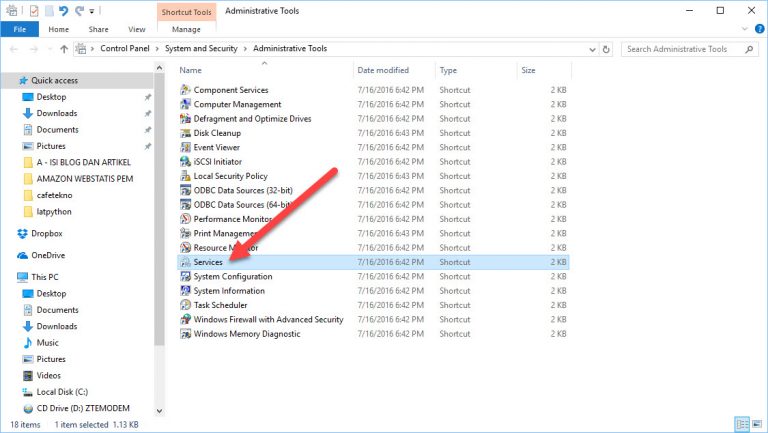 Shortcut Tools Administrative Tools
File Home Share View Manage
Control Panel System and Security Administrative Tools Search Administrative Tools
Name Date modified Type Size
Quick access
Desktop
Downloads
Documents
Pictures
A - ISI BLOG DAN ARTIKEL
AMAZON WEBSTATIS PEM
cafetekno
latpython
Dropbox
OneDrive
This PC
Desktop
Documents
Downloads
Music
Pictures
Videos
Local Disk (C:)
CD Drive (D:) ZTEMODEM
Component Services 7/16/2016 6:42 PM Shortcut 2 KB
Computer Management 7/16/2016 6:42 PM Shortcut 2 KB
Defragment and Optimize Drives 7/16/2016 6:42 PM Shortcut 2 KB
Disk Cleanup 7/16/2016 6:43 PM Shortcut 2 KB
Event Viewer 7/16/2016 6:42 PM Shortcut 2 KB
iSCSI Initiator 7/16/2016 6:42 PM Shortcut 2 KB
Local Security Policy 7/16/2016 6:43 PM Shortcut 2 KB
ODBC Data Sources (32-bit) 7/16/2016 6:42 PM Shortcut 2 KB
ODBC Data Sources (64-bit) 7/16/2016 6:42 PM Shortcut 2 KB
Performance Monitor 7/16/2016 6:42 PM Shortcut 2 KB
Print Management 7/16/2016 6:43 PM Shortcut 2 KB
Resource 7/16/2016 6:42 PM Shortcut 2 KB
Services 7/16/2016 6:42 PM Shortcut 2 KB
System Configuration 7/16/2016 6:42 PM Shortcut 2 KB
System Information 7/16/2016 6:42 PM Shortcut 2 KB
Task Scheduler 7/16/2016 6:42 PM Shortcut 2 KB
Windows Firewall with Advanced Security 7/16/2016 6:42 PM Shortcut 2 KB
Windows Memory Diagnostic 7/16/2016 6:42 PM Shortcut 2 KB
18 items 1 item selected 1.13 KB